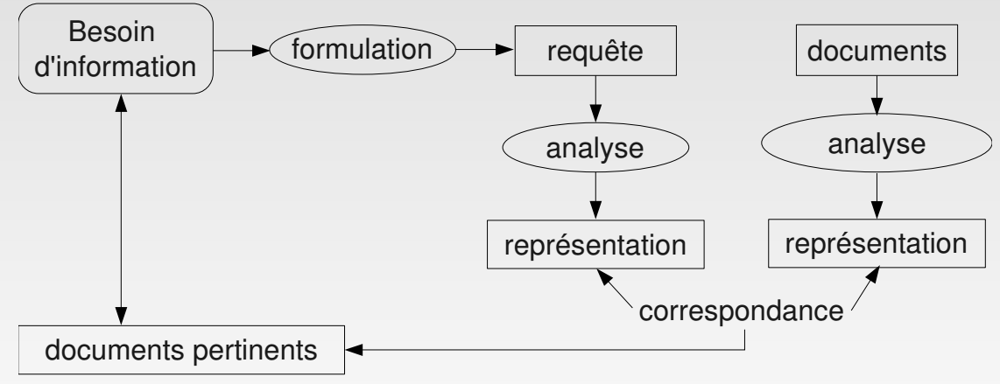 Besoin
d'information
formulation
requête
documents
analyse
analyse
représentation
représentation
correspondance
documents pertinents